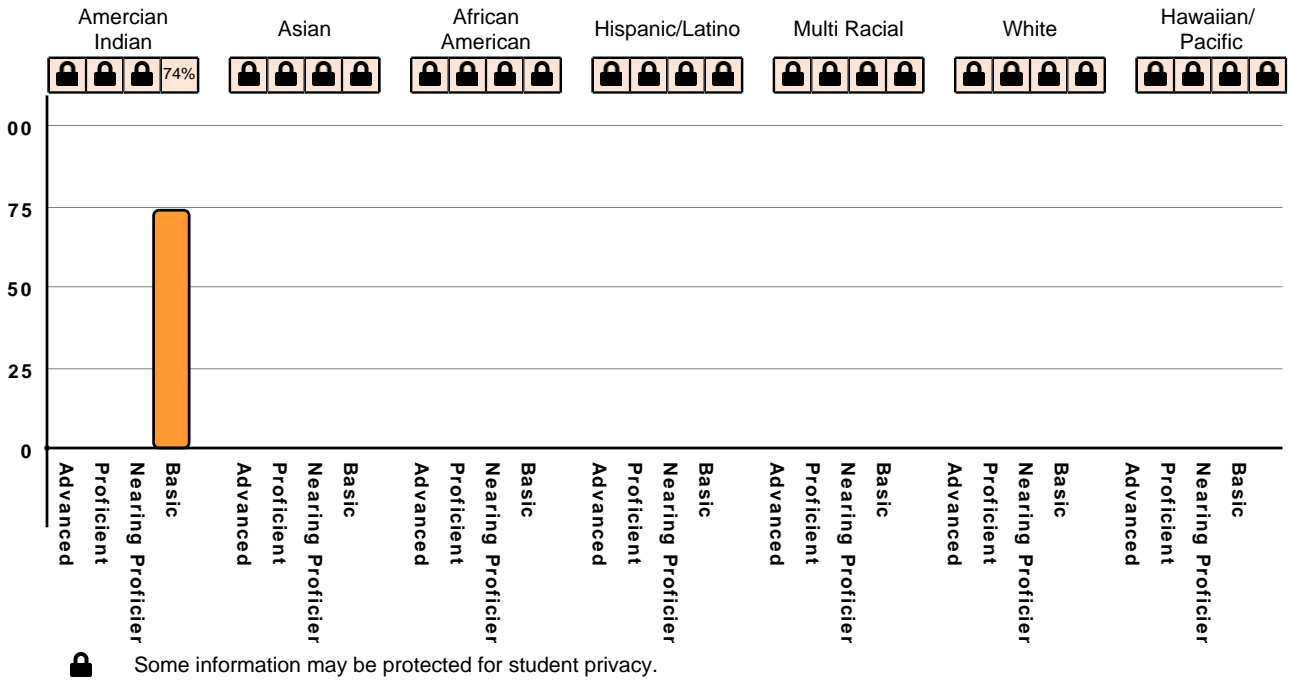 Amercian
Indian
Asian
African
American
Hispanic/Latino
Multi Racial
White
Hawaiian/
Pacific
74%
00
75
50
25
0
Advanced
Proficient
Nearing Proficier
Basic
Advanced
Proficient
Nearing Proficier
Basic
Advanced
Proficient
Nearing Proficier
Basic
Advanced
Proficient
Nearing Proficier
Basic
Advanced
Proficient
Nearing Proficier
Basic
Advanced
Proficient
Nearing Proficier
Basic
Advanced
Proficient
Nearing Proficier
Basic
Some information may be protected for student privacy.